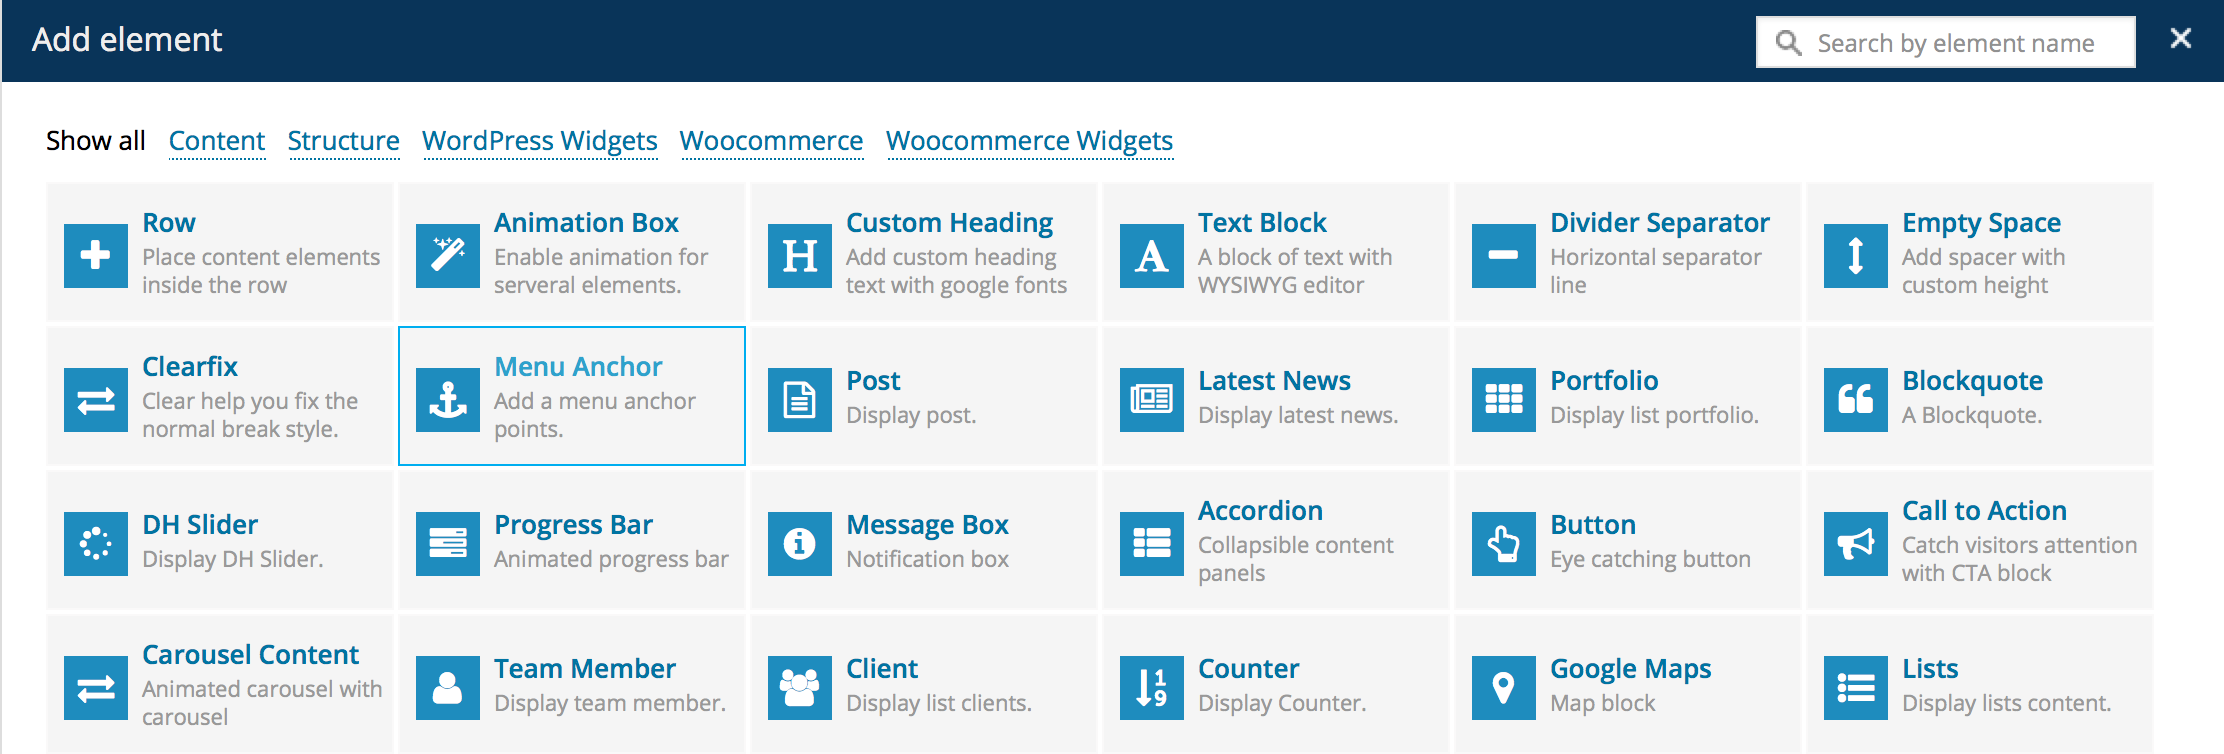 Add element
Search by element name
Show all Content Structure WordPress Widgets Woocommerce Woocommerce Widgets
Row
Place content elements
inside the row
Animation Box
Enable animation for
serveral elements.
Custom Heading
Add custom heading
text with google fonts
Text Block
A block of text with
WYSIWYG editor
Divider Separator
Horizontal separator
line
Empty Space
Add spacer with
custom height
Clearfix
Clear help you fix the
normal break style.
Menu Anchor
Add a menu anchor
points.
Post
Display post.
Latest News
Display latest news.
Portfolio
Display list portfolio.
Blockquote
A Blockquote.
DH Slider
Display DH Slider.
Progress Bar
Animated progress bar
Message Box
Notification box
Accordion
Collapsible content
panels
Button
Eye catching button
Call to Action
Catch visitors attention
with CTA block
Carousel Content
Animated carousel with
carousel
Team Member
Display team member.
Client
Display list clients.
Counter
Display Counter.
Google Maps
Map block
Lists
Display lists content.